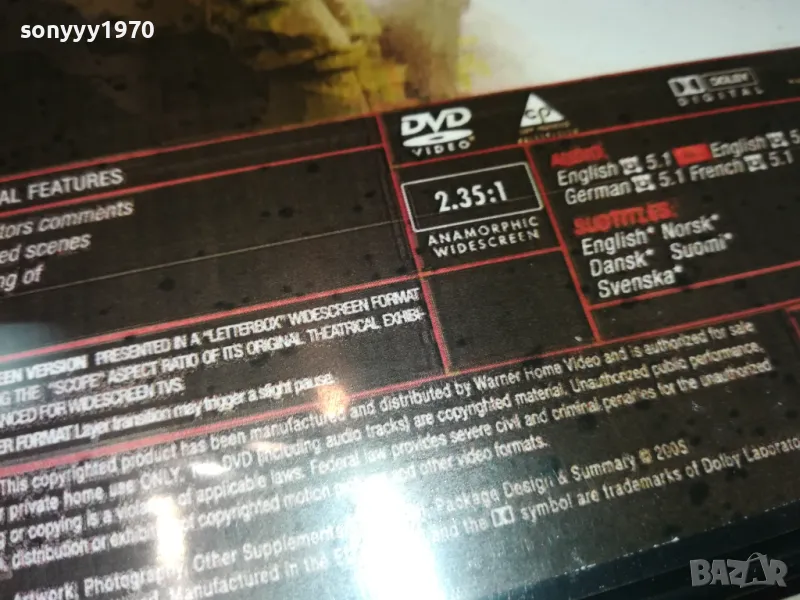 sonyyy1970
DVD
VIDEO
DOLBY
DIGITAL
AL FEATURES
tors comments
ed scenes
ng of
2.35:1
ANAMORPHIC
WIDESCREEN
AUDIO
English 5.1 English 5.
German 5.1 French 5.1
SUBTITLES
English* Norsk*
Dansk* Suomi*
Svenska*
EEN VERSION PRESENTED IN A "LETTERBOX" WIDESCREEN FORMAT
NG THE "SCOPE" ASPECT RATIO OF ITS ORIGINAL THEATRICAL EXHIBI-
NCED FOR WIDESCREEN TVS.
ER FORMAT Layer transition may trigger a slight pause.
This copyrighted product has been manufactured and distributed by Warner Home Video and is authorized for sale
r private home use ONLY. DVD (including audio tracks) are copyrighted material. Unauthorized public performance
g or copying is a of applicable laws. Federal law provides severe civil and criminal penalties for the unauthorized
, distribution or of copyrighted motion and other video formats.
Artwork, Photography, Other Supplements Package Design & Summary © 2005
Manufactured in the and the symbol are trademarks of Dolby Laborato
BAZAR